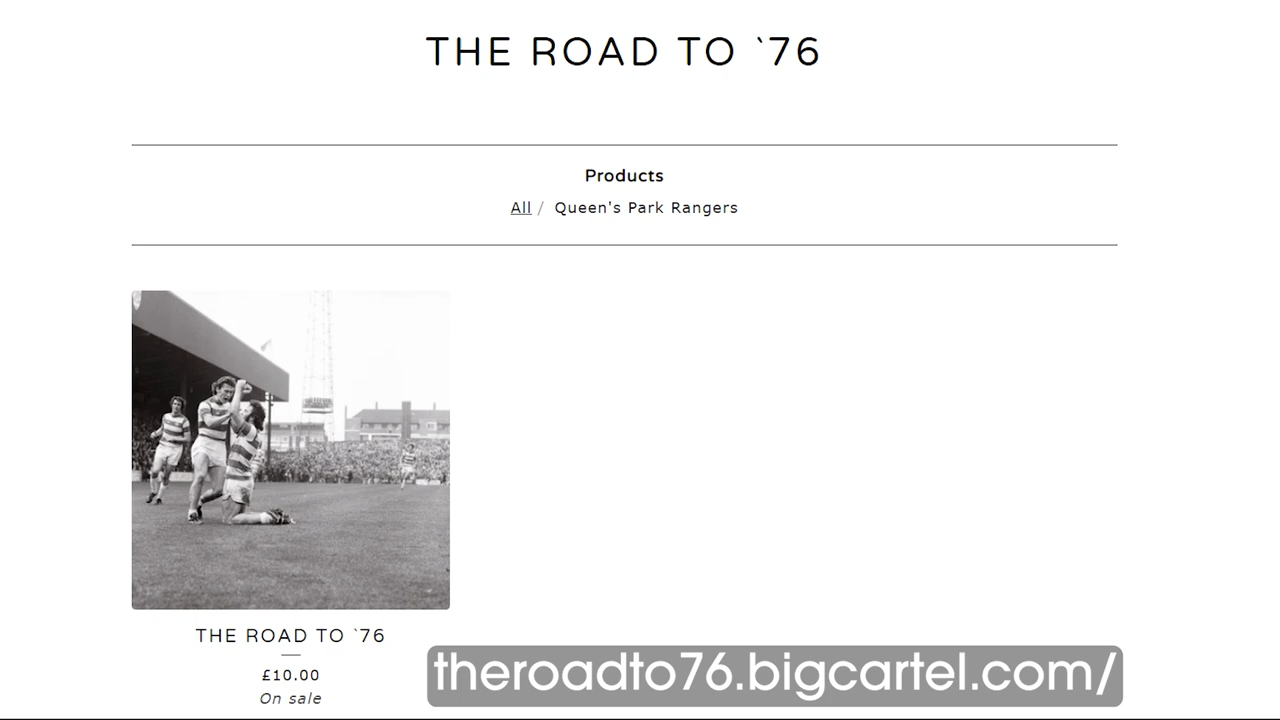 THE ROAD TO `76
Products
All / Queen's Park Rangers
THE ROAD TO `76
£10.00
On sale
theroadto76.bigcartel.com/